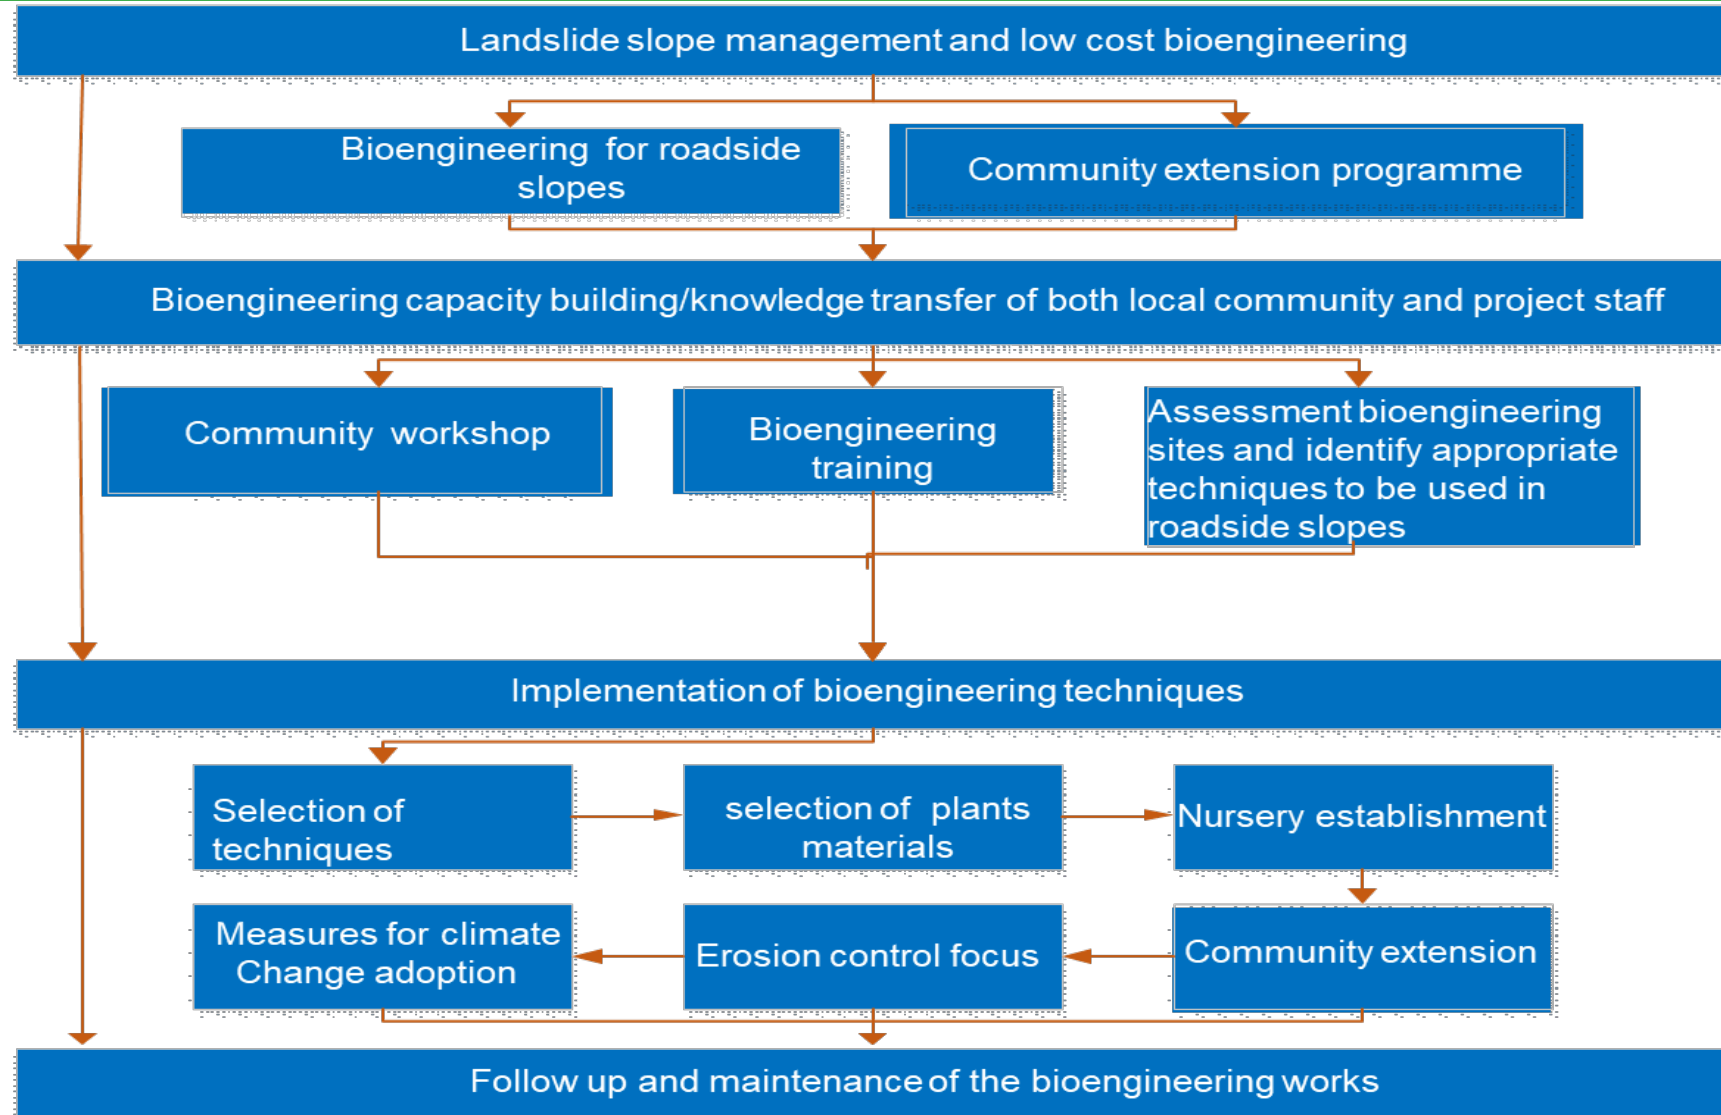 Landslide slope management and low cost bioengineering
Bioengineering for roadside
slopes
Community extension programme
Bioengineering capacity building/knowledge transfer of both local community and project staff
Community workshop
Bioengineering
training
Assessment bioengineering
sites and identify appropriate
techniques to be used in
roadside slopes
Implementation of bioengineering techniques
Selection of
techniques
selection of plants
materials
Nursery establishment
Measures for climate
Change adoption
Erosion control focus
Community extension
Follow up and maintenance of the bioengineering works